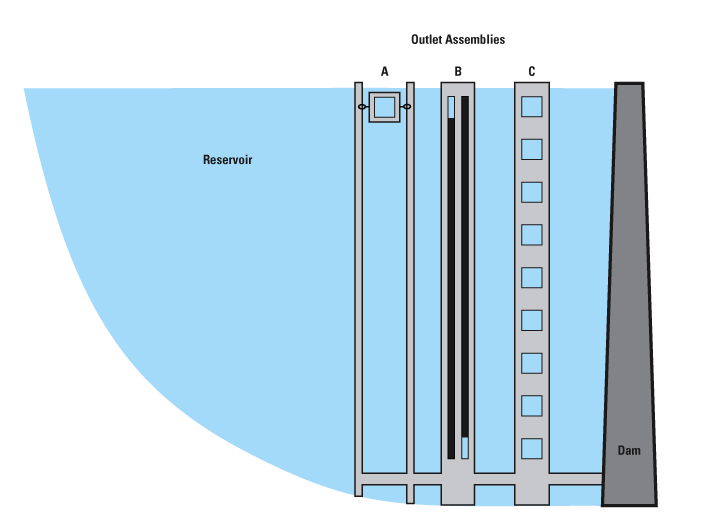 Outlet Assemblies
A B C
Reservoir
Dam